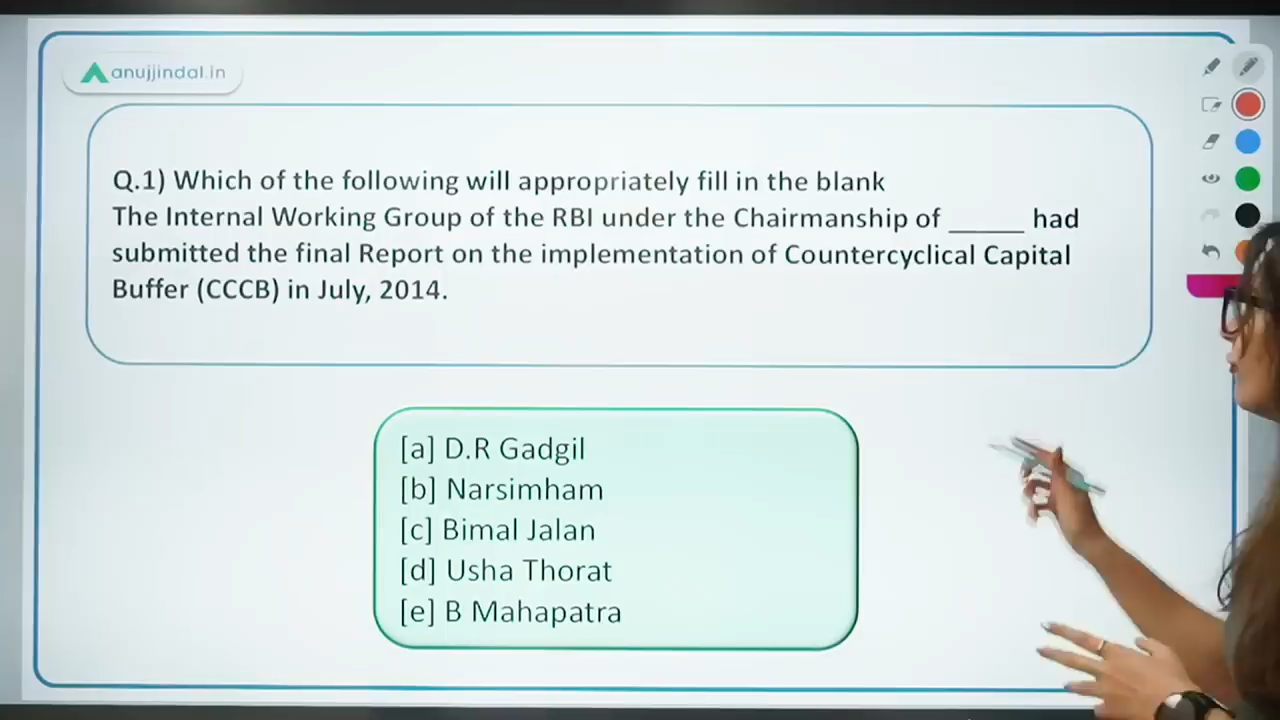 anujjindal.in
Q.1) Which of the following will appropriately fill in the blank
The Internal Working Group of the RBI under the Chairmanship of ______ had
submitted the final Report on the implementation of Countercyclical Capital
Buffer (CCCB) in July, 2014.
[a] D.R Gadgil
[b] Narsimham
[c] Bimal Jalan
[d] Usha Thorat
[e] B Mahapatra